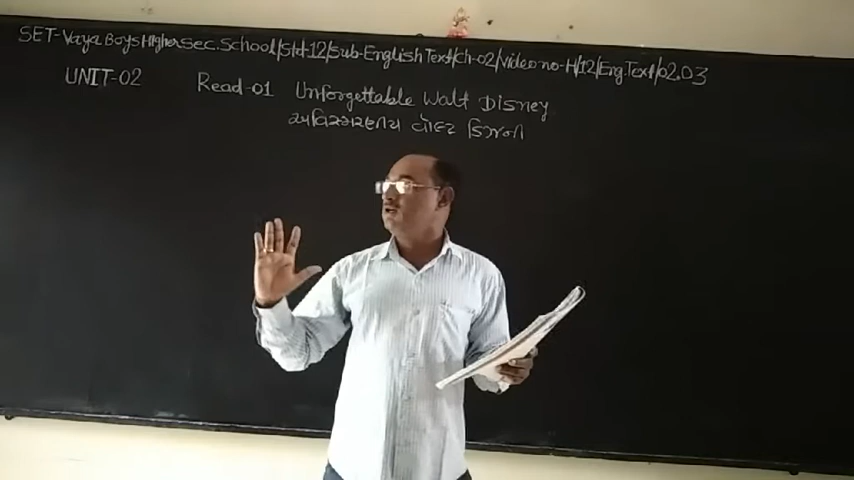 SET-Vaya Boys Higher Sec. School/Std-12/Sub-English Text/ch-02/Video no-H/12/Eng.Text/02.03
UNIT-02 Read-01 Unforgettable Walt Disney
અવિસ્મરણીય વોલ્ટ ડિઝની